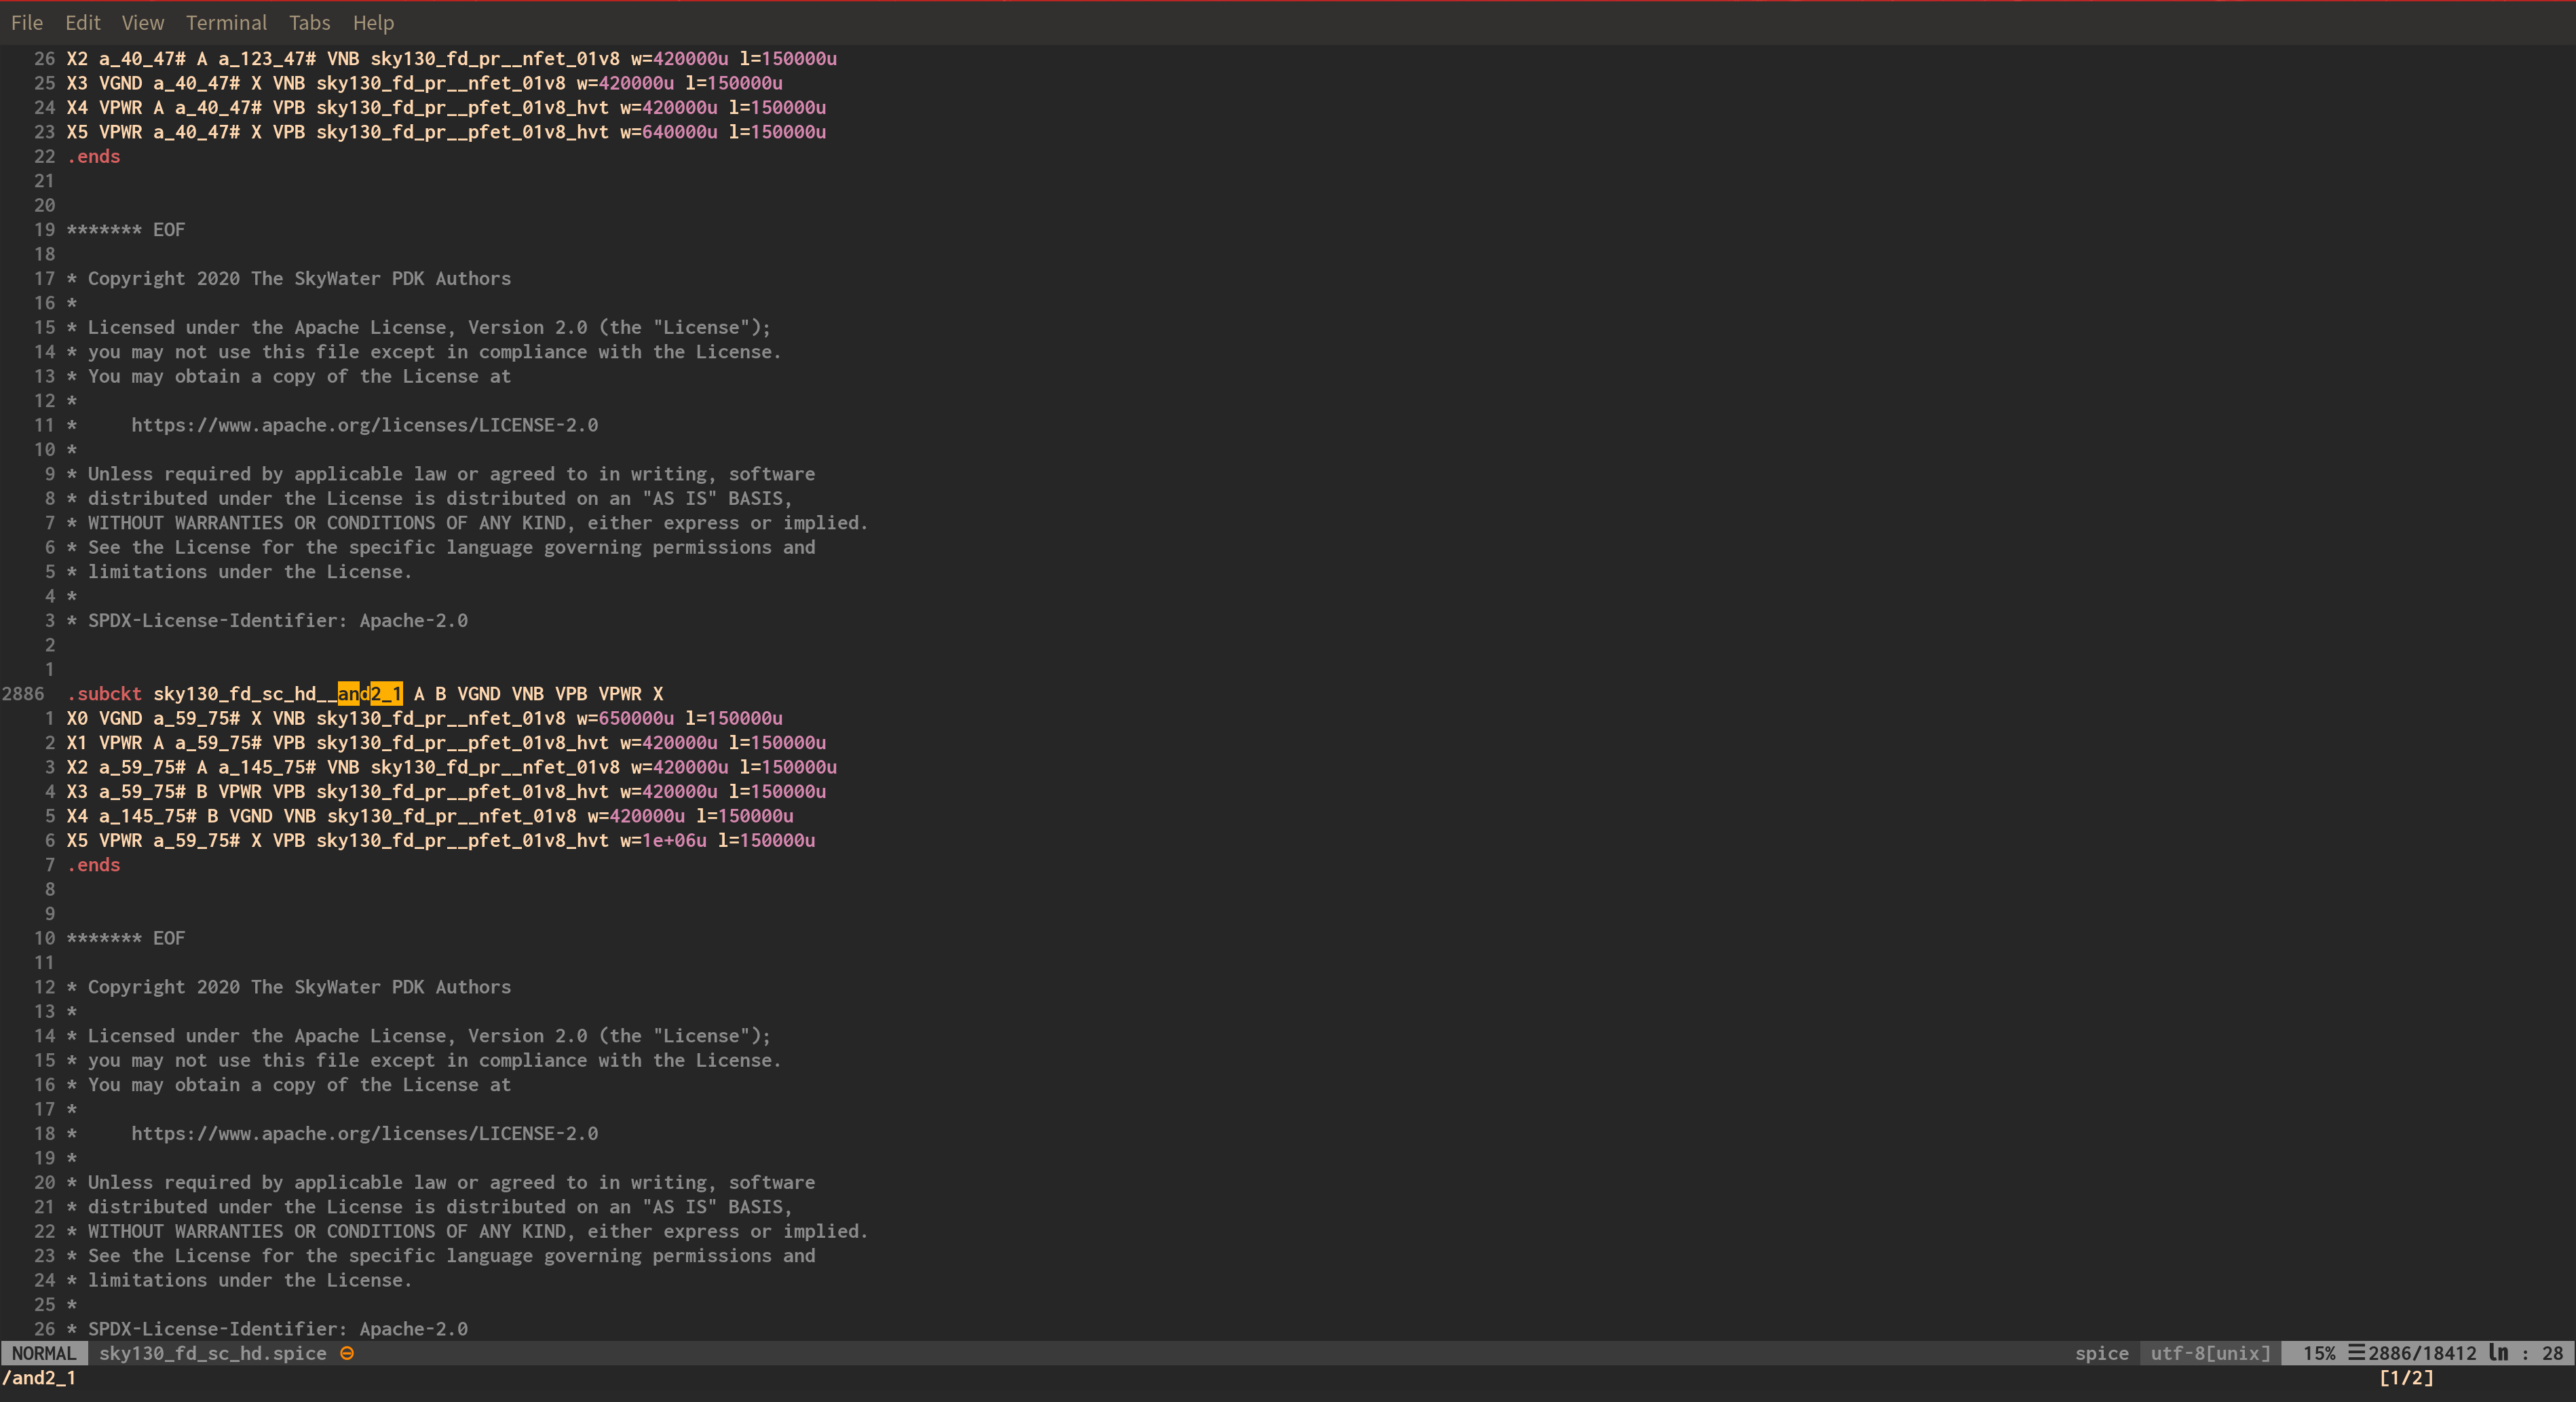 File Edit View Terminal Tabs Help
26 X2 a_40_47# A a_123_47# VNB sky130_fd_pr__nfet_01v8 w=420000u l=150000u
25 X3 VGND a_40_47# X VNB sky130_fd_pr__nfet_01v8 w=420000u l=150000u
24 X4 VPWR A a_40_47# VPB sky130_fd_pr__pfet_01v8_hvt w=420000u l=150000u
23 X5 VPWR a_40_47# X VPB sky130_fd_pr__pfet_01v8_hvt w=640000u l=150000u
22 .ends
21
20
19 ******* EOF
18
17 * Copyright 2020 The SkyWater PDK Authors
16 *
15 * Licensed under the Apache License, Version 2.0 (the "License");
14 * you may not use this file except in compliance with the License.
13 * You may obtain a copy of the License at
12 *
11 *     https://www.apache.org/licenses/LICENSE-2.0
10 *
9 * Unless required by applicable law or agreed to in writing, software
8 * distributed under the License is distributed on an "AS IS" BASIS,
7 * WITHOUT WARRANTIES OR CONDITIONS OF ANY KIND, either express or implied.
6 * See the License for the specific language governing permissions and
5 * limitations under the License.
4 *
3 * SPDX-License-Identifier: Apache-2.0
2
1
2886 .subckt sky130_fd_sc_hd__and2_1 A B VGND VNB VPB VPWR X
1 X0 VGND a_59_75# X VNB sky130_fd_pr__nfet_01v8 w=650000u l=150000u
2 X1 VPWR A a_59_75# VPB sky130_fd_pr__pfet_01v8_hvt w=420000u l=150000u
3 X2 a_59_75# A a_145_75# VNB sky130_fd_pr__nfet_01v8 w=420000u l=150000u
4 X3 a_59_75# B VPWR VPB sky130_fd_pr__pfet_01v8_hvt w=420000u l=150000u
5 X4 a_145_75# B VGND VNB sky130_fd_pr__nfet_01v8 w=420000u l=150000u
6 X5 VPWR a_59_75# X VPB sky130_fd_pr__pfet_01v8_hvt w=1e+06u l=150000u
7 .ends
8
9
10 ******* EOF
11
12 * Copyright 2020 The SkyWater PDK Authors
13 *
14 * Licensed under the Apache License, Version 2.0 (the "License");
15 * you may not use this file except in compliance with the License.
16 * You may obtain a copy of the License at
17 *
18 *     https://www.apache.org/licenses/LICENSE-2.0
19 *
20 * Unless required by applicable law or agreed to in writing, software
21 * distributed under the License is distributed on an "AS IS" BASIS,
22 * WITHOUT WARRANTIES OR CONDITIONS OF ANY KIND, either express or implied.
23 * See the License for the specific language governing permissions and
24 * limitations under the License.
25 *
26 * SPDX-License-Identifier: Apache-2.0
NORMAL sky130_fd_sc_hd.spice ⊖ spice utf-8[unix] 15% ☰2886/18412 ln : 28
/and2_1 [1/2]